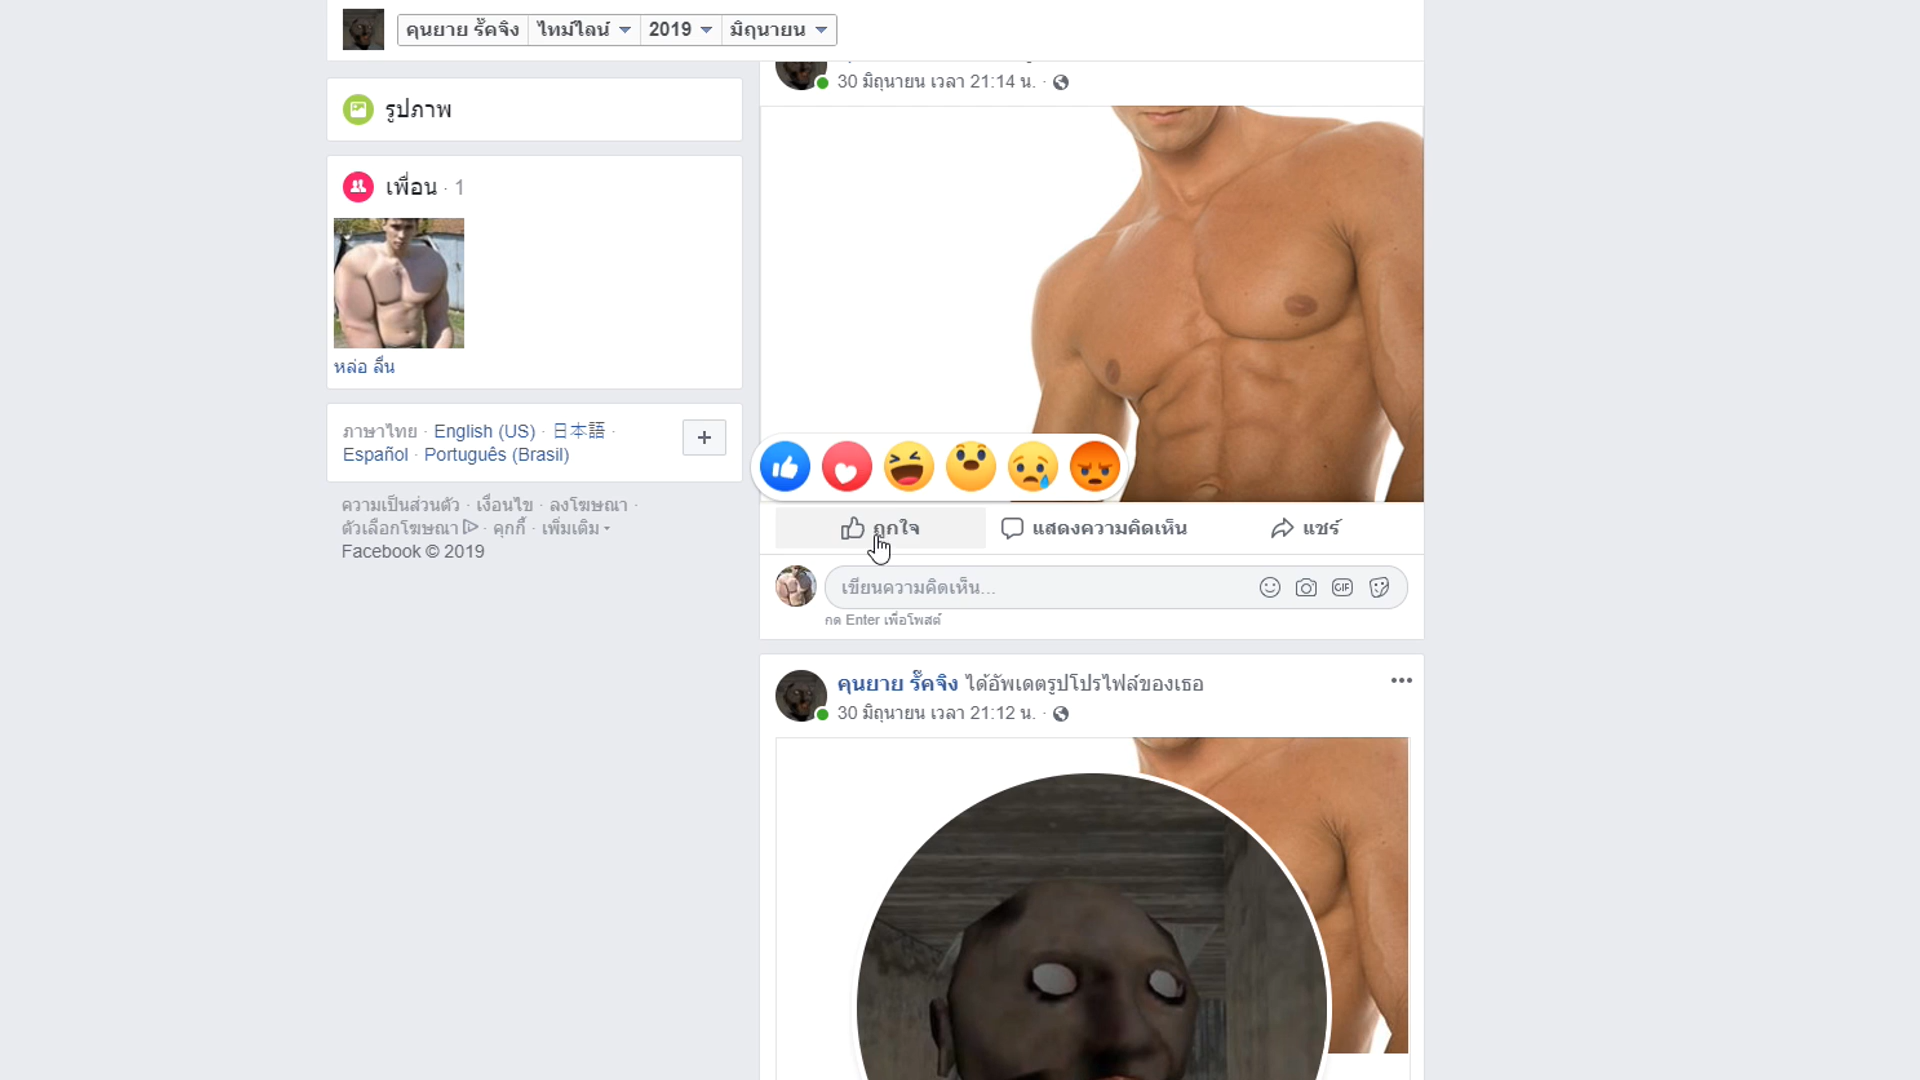 คุนยาย รั๊คจิง ไทม์ไลน์ 2019 มิถุนายน
30 มิถุนายน เวลา 21:14 น. ·
รูปภาพ
เพื่อน · 1
หล่อ ลื่น
ภาษาไทย · English (US) · 日本語 ·
Español · Português (Brasil)
+
ความเป็นส่วนตัว · เงื่อนไข · ลงโฆษณา ·
ตัวเลือกโฆษณา · คุกกี้ · เพิ่มเติม
Facebook © 2019
ถูกใจ แสดงความคิดเห็น แชร์
เขียนความคิดเห็น...
GIF
กด Enter เพื่อโพสต์
คุนยาย รั๊คจิง ได้อัพเดตรูปโปรไฟล์ของเธอ
30 มิถุนายน เวลา 21:12 น. ·